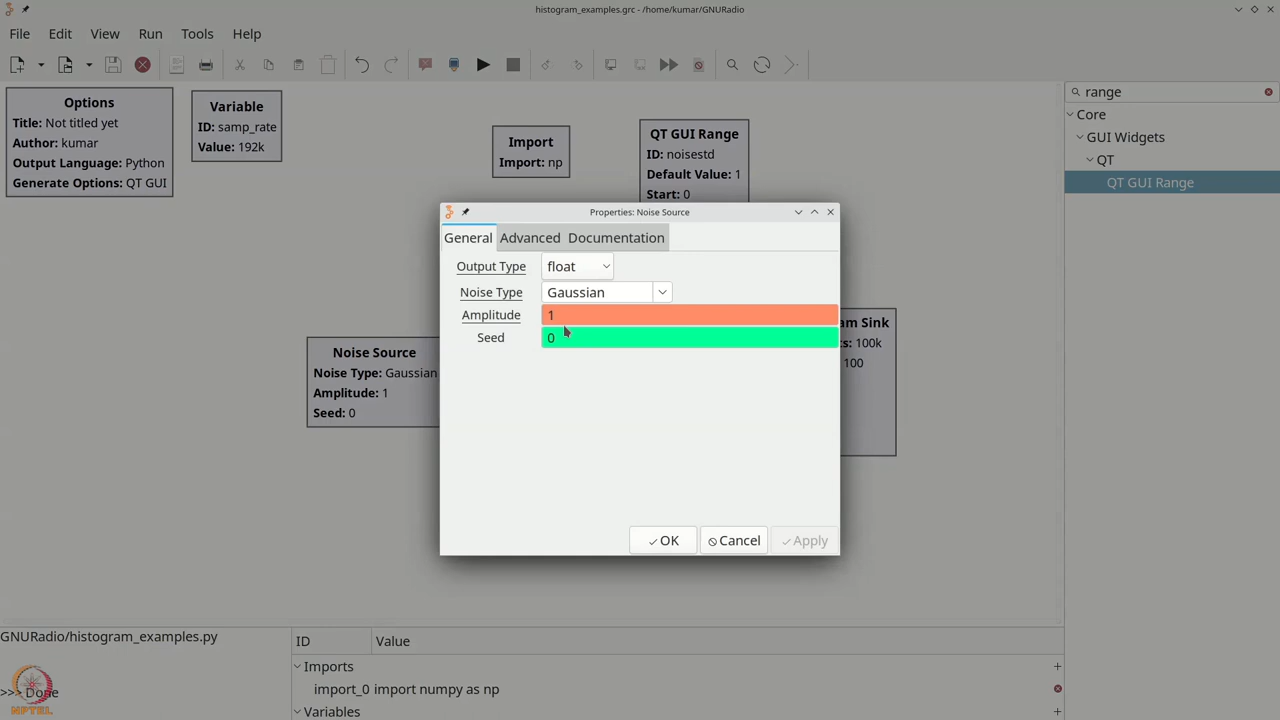 histogram_examples.grc - /home/kumar/GNURadio
File Edit View Run Tools Help
Options
Title: Not titled yet
Author: kumar
Output Language: Python
Generate Options: QT GUI
Variable
ID: samp_rate
Value: 192k
Import
Import: np
QT GUI Range
ID: noisestd
Default Value: 1
Start: 0
range
Core
GUI Widgets
QT
QT GUI Range
Properties: Noise Source
General Advanced Documentation
Output Type float
Noise Type Gaussian
Amplitude 1
Seed 0
OK Cancel Apply
Noise Source
Noise Type: Gaussian
Amplitude: 1
Seed: 0
am Sink
ts: 100k
100
GNURadio/histogram_examples.py
>>> Done
NPTEL
ID Value
Imports
import_0 import numpy as np
Variables